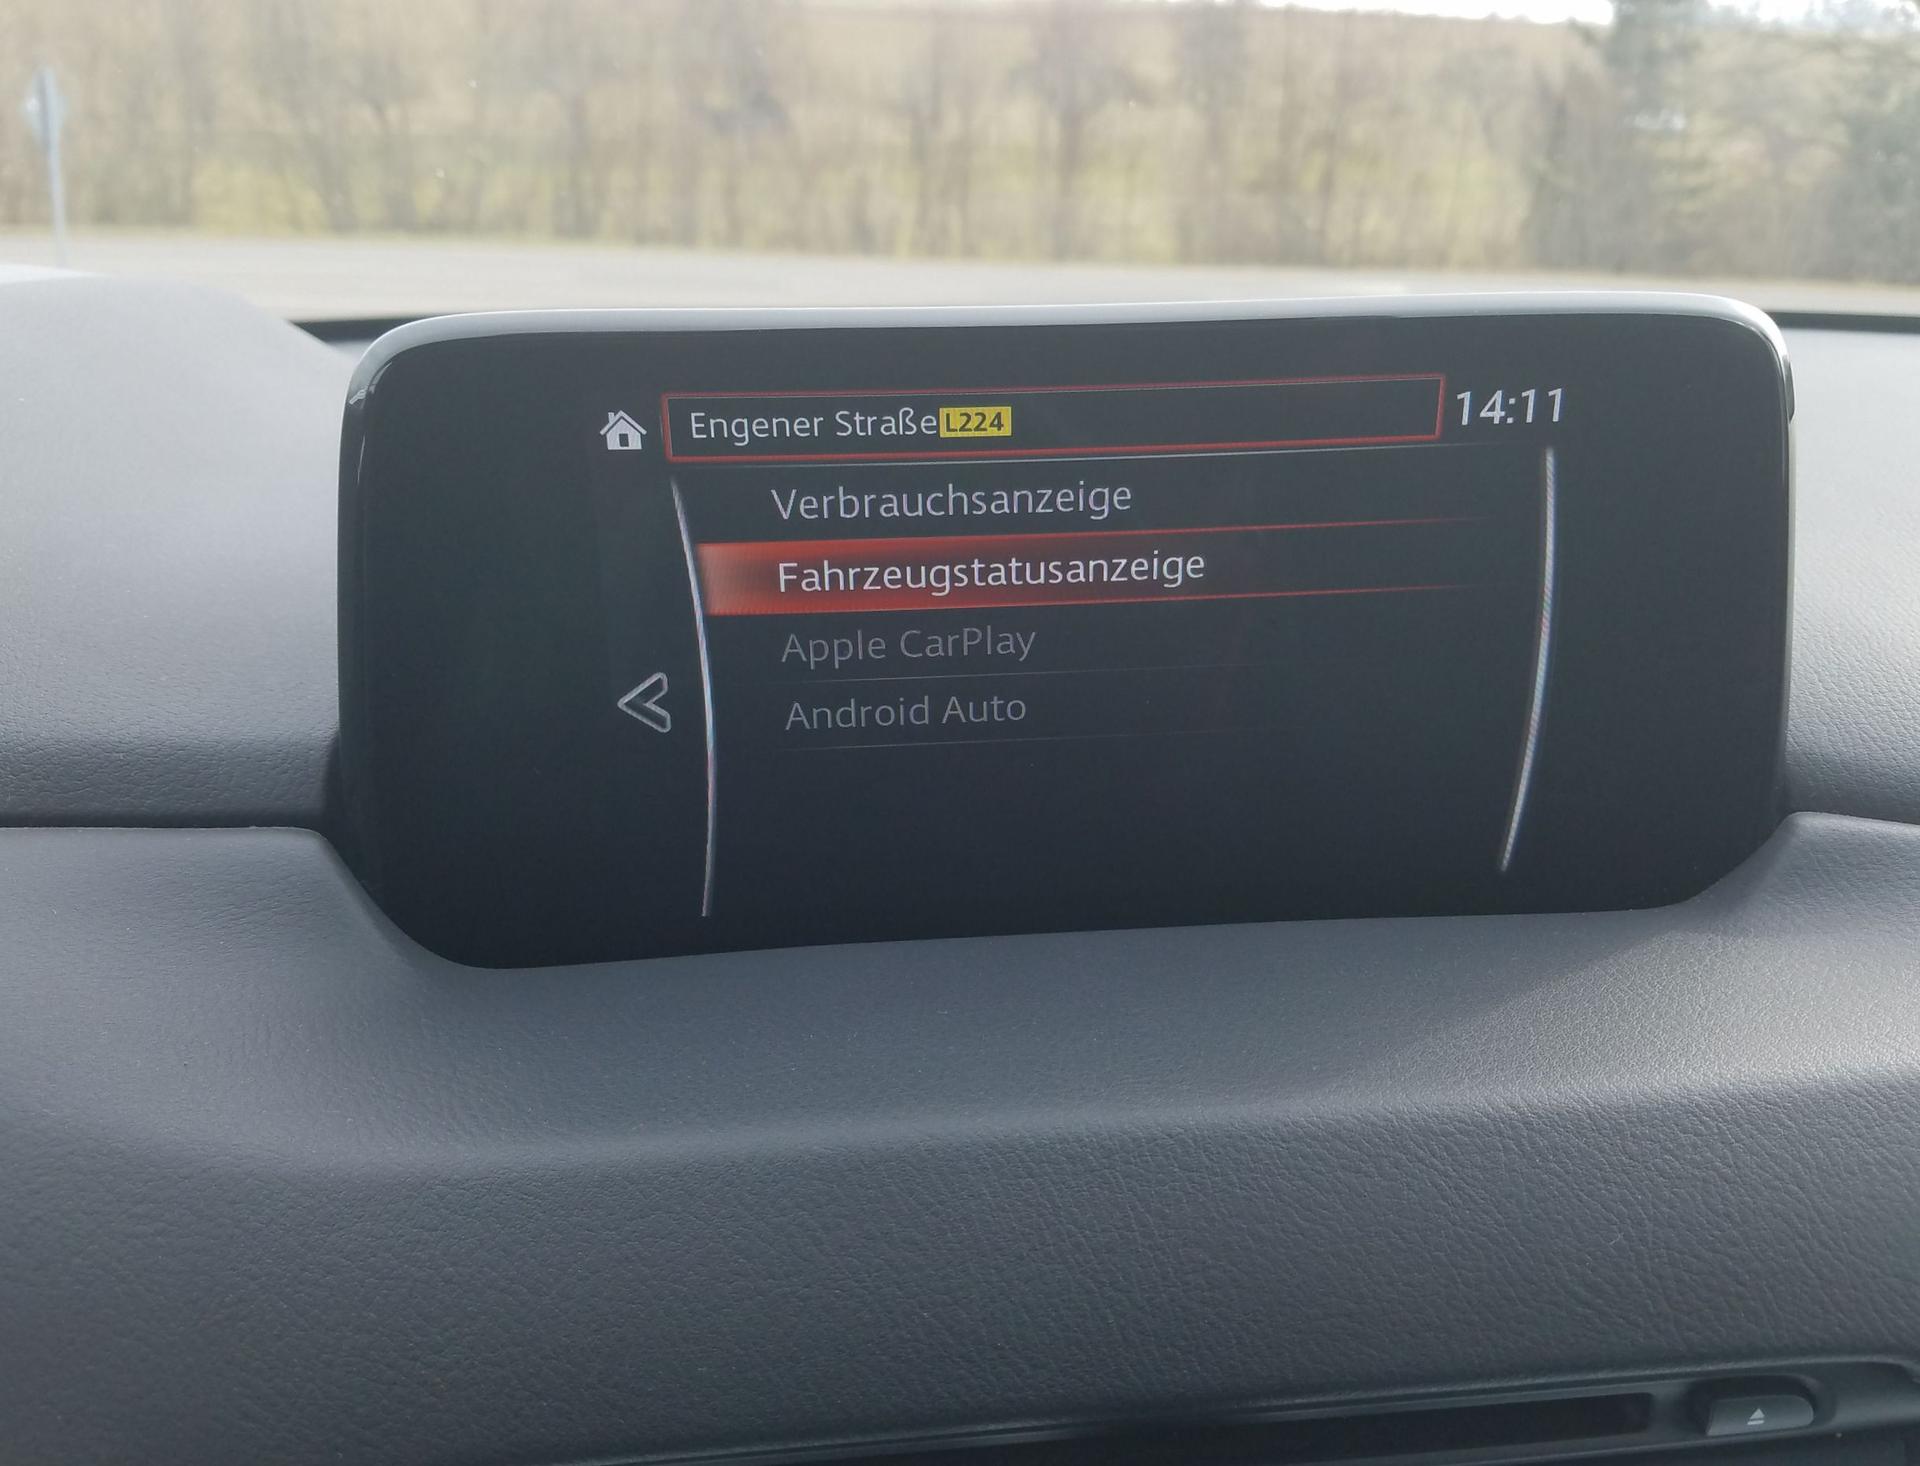 Engener Straße L224 14:11
Verbrauchsanzeige
Fahrzeugstatusanzeige
Apple CarPlay
Android Auto